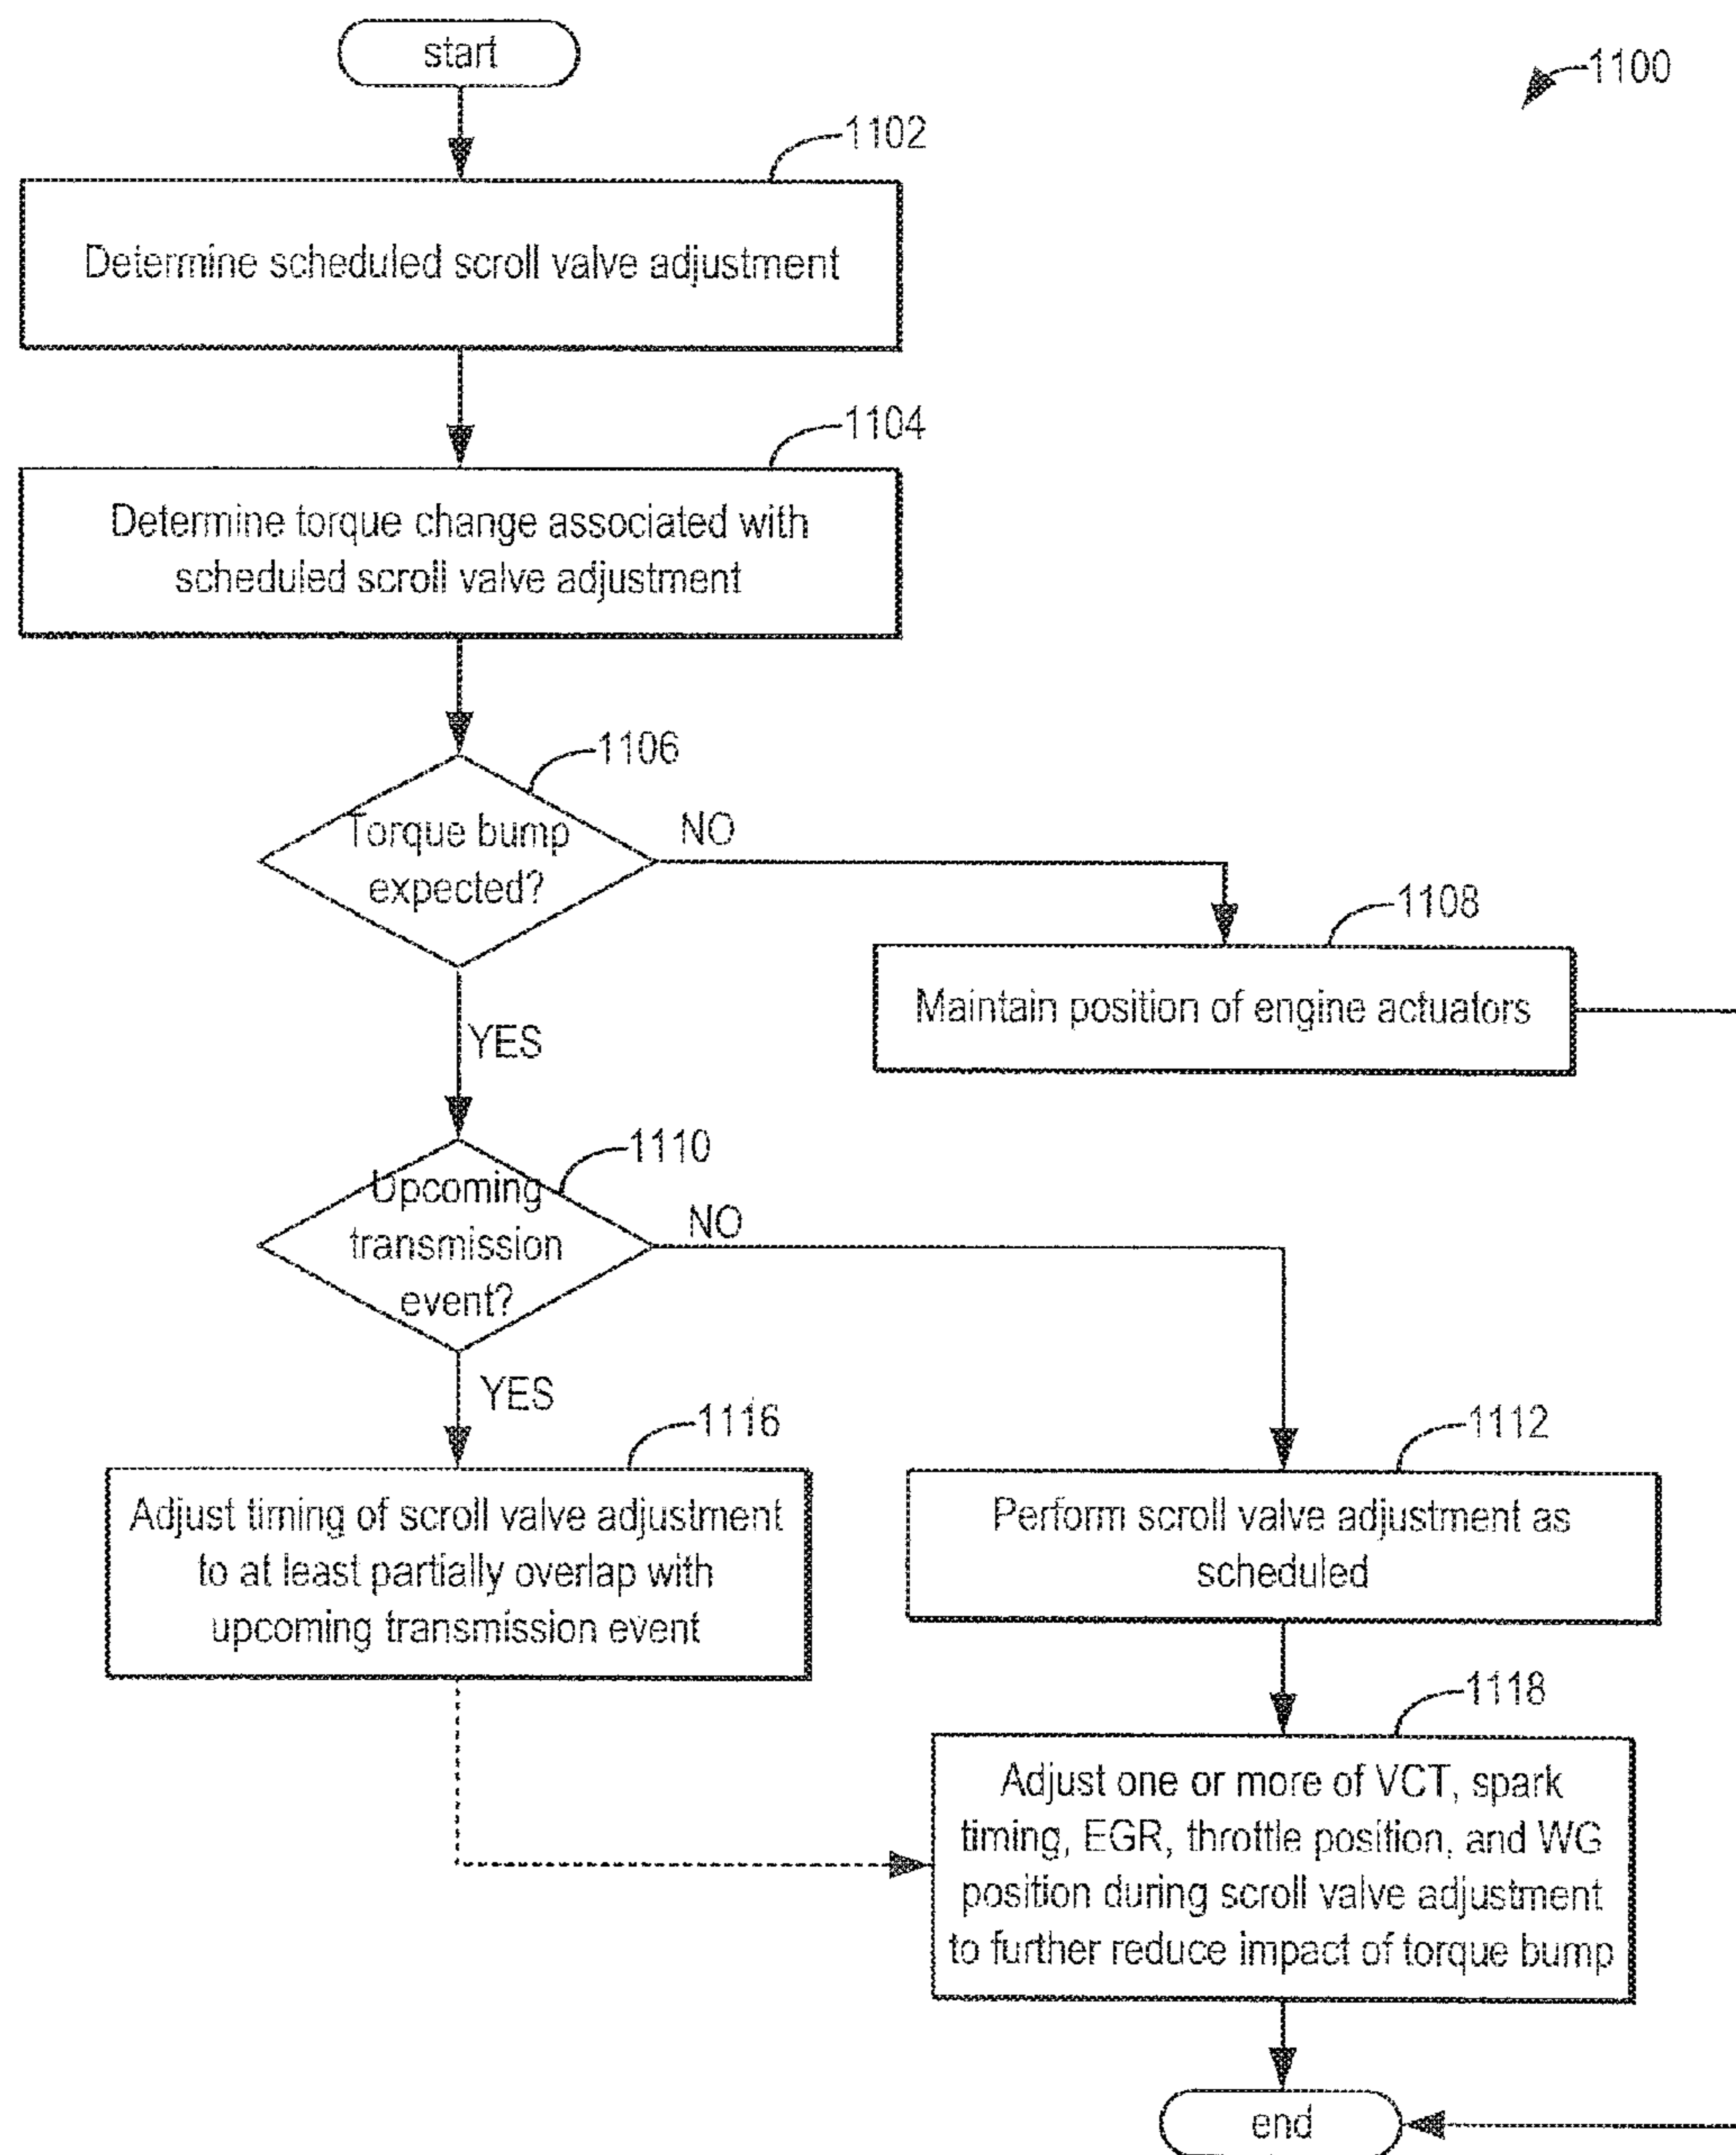 start
1100
1102
Determine scheduled scroll valve adjustment
1104
Determine torque change associated with
scheduled scroll valve adjustment
1106
Torque bump
expected?
NO
1108
Maintain position of engine actuators
YES
1110
Upcoming
transmission
event?
NO
YES
1116
Adjust timing of scroll valve adjustment
to at least partially overlap with
upcoming transmission event
1112
Perform scroll valve adjustment as
scheduled
1118
Adjust one or more of VCT, spark
timing, EGR, throttle position, and WG
position during scroll valve adjustment
to further reduce impact of torque bump
end